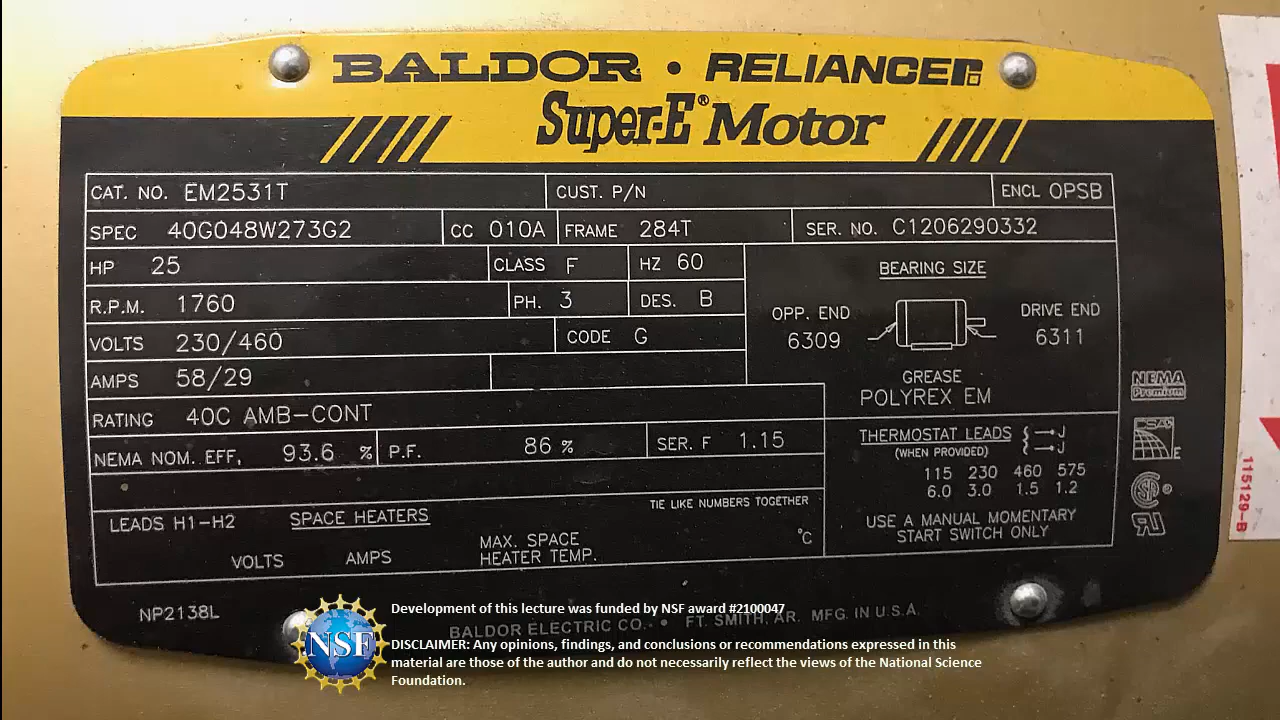 BALDOR • RELIANCER
Super-E® Motor
CAT. NO. EM2531T CUST. P/N ENCL OPSB
SPEC 40G048W273G2 CC 010A FRAME 284T SER. NO. C1206290332
HP 25 CLASS F HZ 60
R.P.M. 1760 PH. 3 DES. B
VOLTS 230/460 CODE G
AMPS 58/29
RATING 40C AMB-CONT
NEMA NOM. EFF, 93.6 % P.F. 86 % SER. F 1.15
TIE LIKE NUMBERS TOGETHER
LEADS H1-H2 SPACE HEATERS
VOLTS AMPS MAX. SPACE
HEATER TEMP. °C
BEARING SIZE
OPP. END DRIVE END
6309 6311
GREASE
POLYREX EM
THERMOSTAT LEADS J
(WHEN PROVIDED) J
115 230 460 575
6.0 3.0 1.5 1.2
USE A MANUAL MOMENTARY
START SWITCH ONLY
NEMA
Premium
CSA
E
115129-B
NP2138L
BALDOR ELECTRIC CO. • FT. SMITH, AR. MFG. IN U.S.A.
NSF
Development of this lecture was funded by NSF award #2100047
DISCLAIMER: Any opinions, findings, and conclusions or recommendations expressed in this
material are those of the author and do not necessarily reflect the views of the National Science
Foundation.